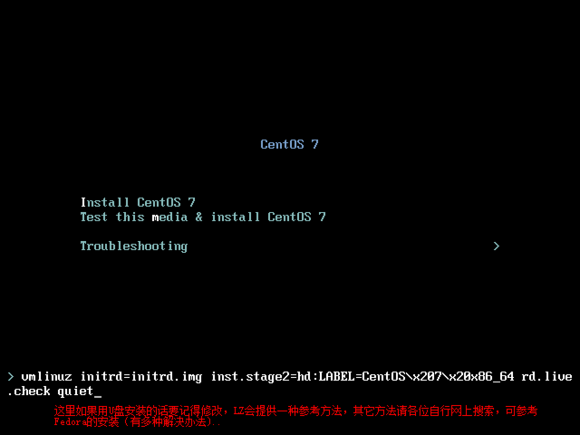 CentOS 7
Install CentOS 7
Test this media & install CentOS 7
Troubleshooting >
> vmlinuz initrd=initrd.img inst.stage2=hd:LABEL=CentOS\x207\x20x86_64 rd.live
.check quiet_
这里如果用U盘安装的话要记得修改，LZ会提供一种参考方法，其它方法请各位自行网上搜索，可参考
Fedora的安装（有多种解决办法）..